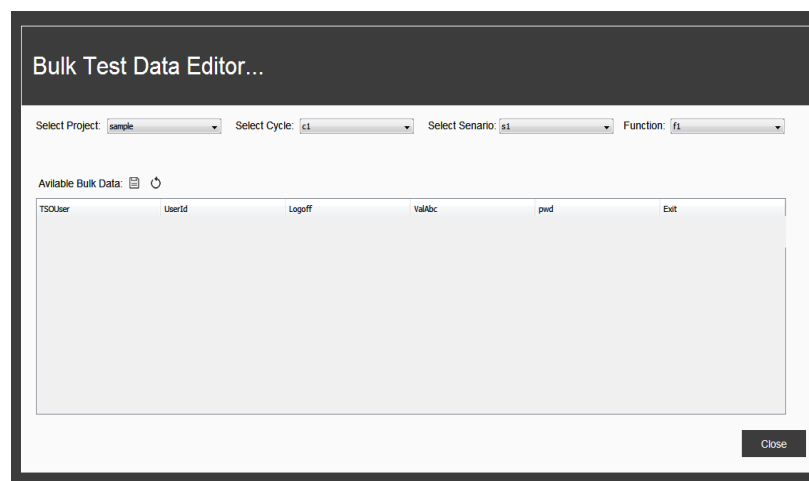 Bulk Test Data Editor...
Select Project: sample Select Cycle: c1 Select Senario: s1 Function: f1
Avilable Bulk Data:
TSOUser UserId Logoff ValAbc pwd Exit
Close